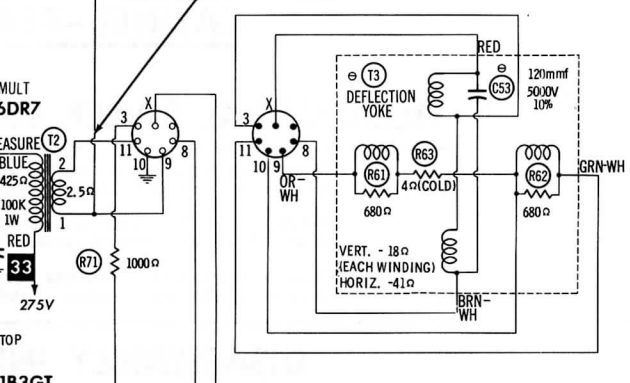 MULT
6DR7
EASURE T2
BLUE 2
425Ω
2.5Ω
100K
1W
1
RED
33
275V
TOP
1B3GT
R71 1000Ω
X
3
11
10 9 8
X
3
11
10 9 8
OR-
WH
RED
⊖ T3
DEFLECTION
YOKE
⊖
C53
120mmf
5000V
10%
R61
680Ω
R63
4Ω(COLD)
R62
680Ω
GRN-WH
VERT. - 18Ω
(EACH WINDING)
HORIZ. -41Ω
BRN-
WH